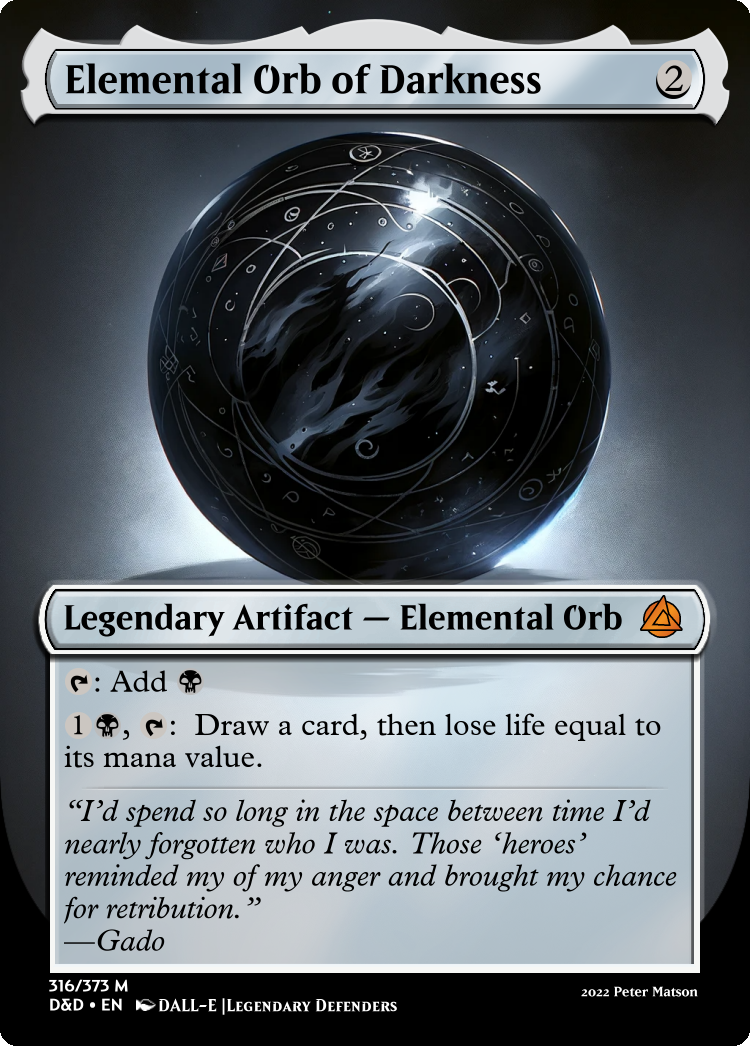 Elemental Orb of Darkness 2
Legendary Artifact — Elemental Orb
: Add
1 , : Draw a card, then lose life equal to
its mana value.
“I’d spend so long in the space between time I’d
nearly forgotten who I was. Those ‘heroes’
reminded my of my anger and brought my chance
for retribution.”
—Gado
316/373 M
D&D • EN DALL-E |Legendary Defenders
2022 Peter Matson